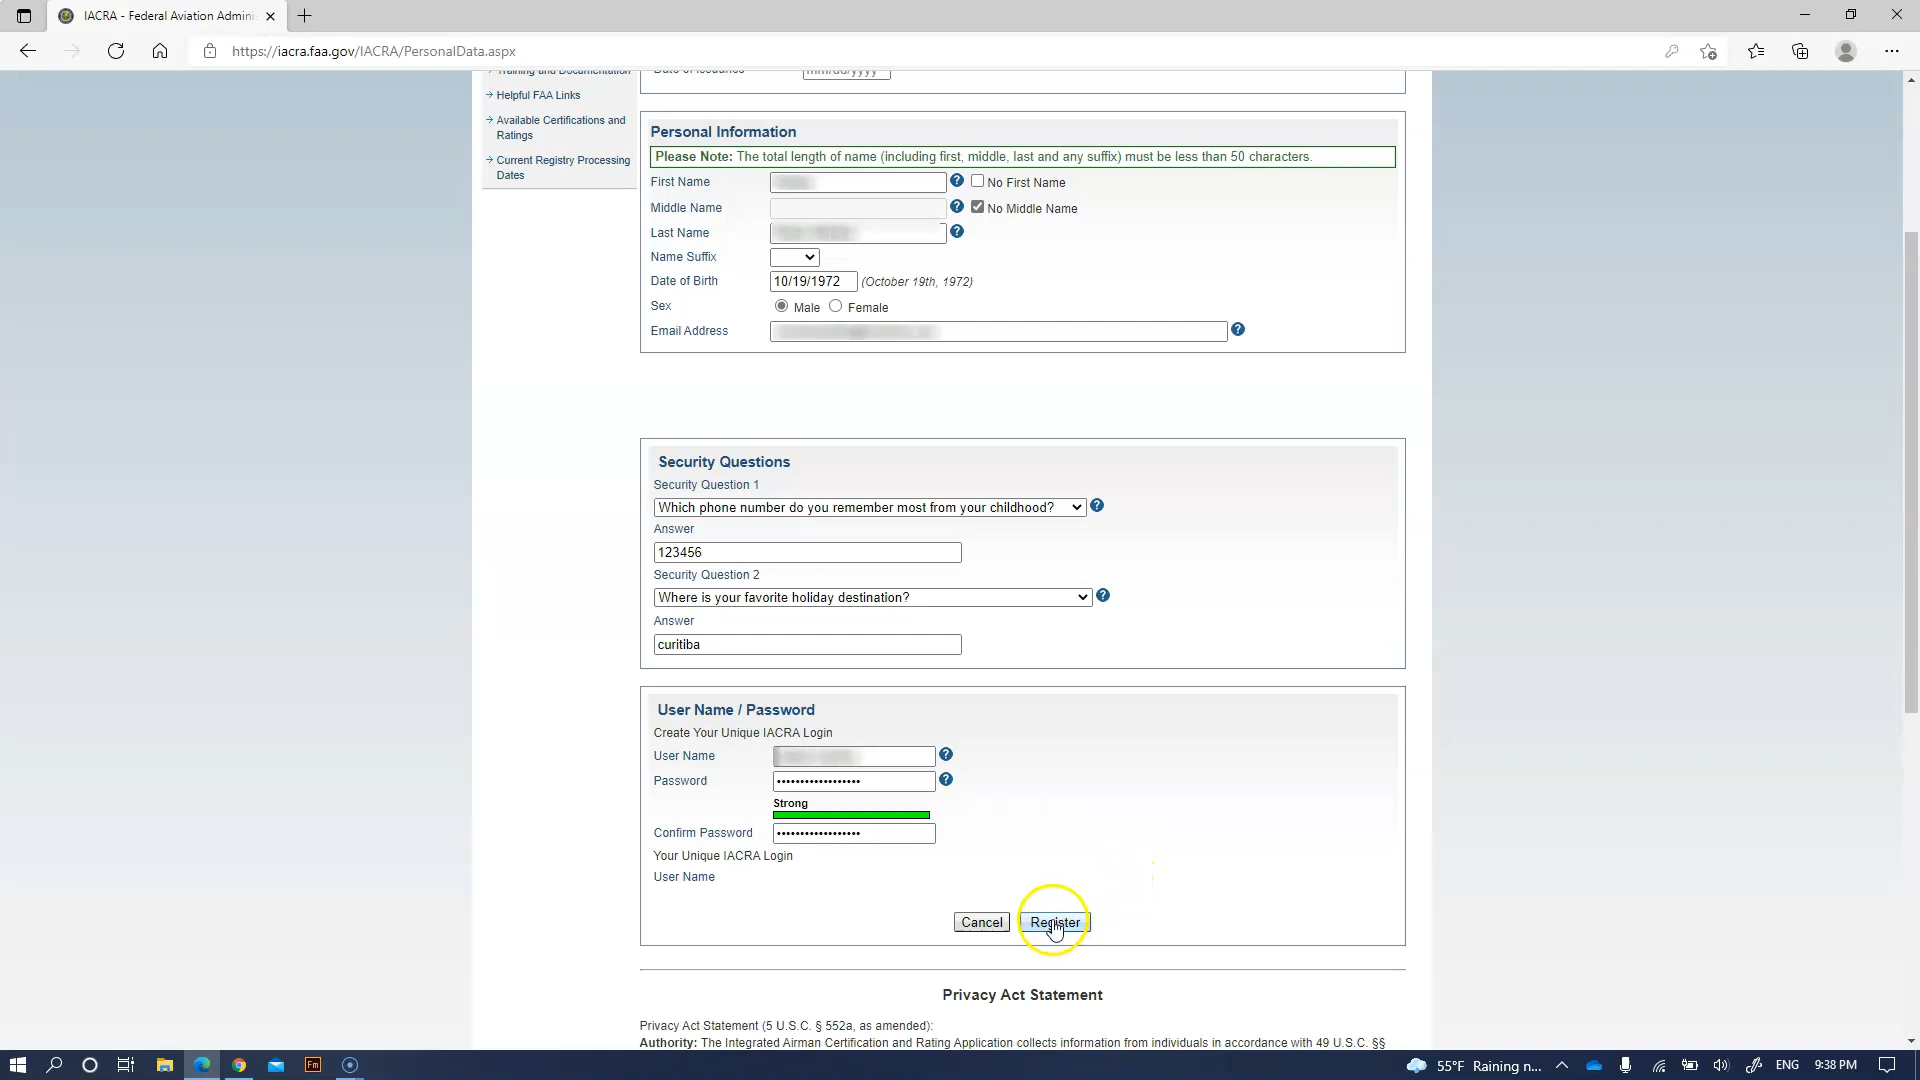 IACRA - Federal Aviation Admini
https://iacra.faa.gov/IACRA/PersonalData.aspx
Training and Documentation
Helpful FAA Links
Available Certifications and
Ratings
Current Registry Processing
Dates
Date of Issuance mm/dd/yyyy
Personal Information
Please Note: The total length of name (including first, middle, last and any suffix) must be less than 50 characters.
First Name ? No First Name
Middle Name ? No Middle Name
Last Name ?
Name Suffix
Date of Birth 10/19/1972 (October 19th, 1972)
Sex Male Female
Email Address ?
Security Questions
Security Question 1
Which phone number do you remember most from your childhood? ?
Answer
123456
Security Question 2
Where is your favorite holiday destination? ?
Answer
curitiba
User Name / Password
Create Your Unique IACRA Login
User Name ?
Password •••••••••••••••••• ?
Strong
Confirm Password ••••••••••••••••••
Your Unique IACRA Login
User Name
Cancel Register
Privacy Act Statement
Privacy Act Statement (5 U.S.C. § 552a, as amended):
Authority: The Integrated Airman Certification and Rating Application collects information from individuals in accordance with 49 U.S.C. §§
Fm 55°F Raining n... ENG 9:38 PM